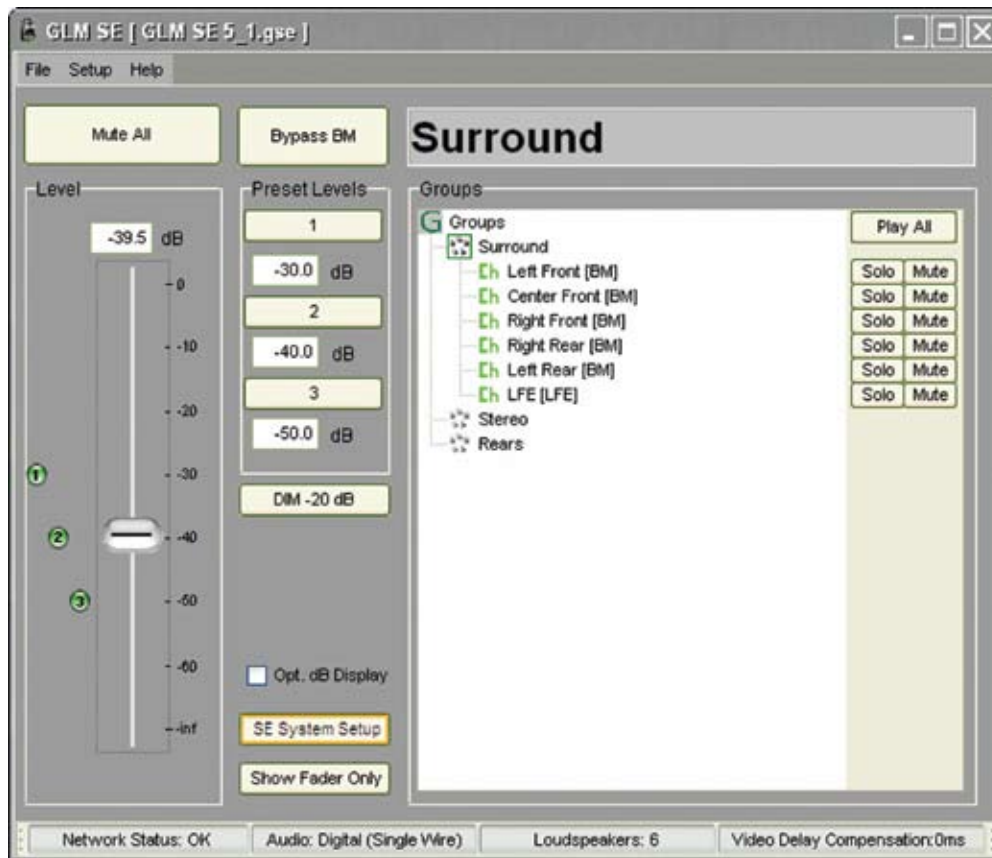 GLM SE [ GLM SE 5_1.gse ]
File Setup Help
Mute All
Bypass BM
Surround
Level
-39.5 dB
0
-10
-20
-30
-40
-50
-60
-inf
1
2
3
Preset Levels
1
-30.0 dB
2
-40.0 dB
3
-50.0 dB
DIM -20 dB
Opt. dB Display
SE System Setup
Show Fader Only
Groups
G Groups
Play All
Surround
Ch Left Front [BM] Solo Mute
Ch Center Front [BM] Solo Mute
Ch Right Front [BM] Solo Mute
Ch Right Rear [BM] Solo Mute
Ch Left Rear [BM] Solo Mute
Ch LFE [LFE] Solo Mute
Stereo
Rears
Network Status: OK
Audio: Digital (Single Wire)
Loudspeakers: 6
Video Delay Compensation:0ms